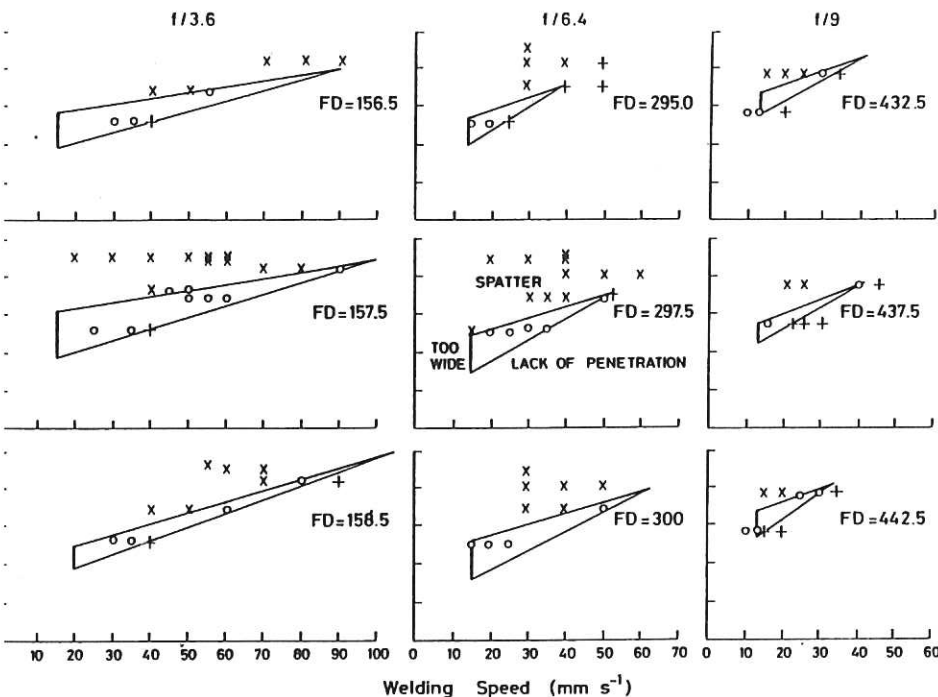 f/3.6 f/6.4 f/9
FD=156.5 FD=295.0 FD=432.5
SPATTER
FD=157.5 FD=297.5 FD=437.5
TOO
WIDE LACK OF PENETRATION
FD=158.5 FD=300 FD=442.5
10 20 30 40 50 60 70 80 90 100 0 10 20 30 40 50 60 70 0 10 20 30 40 50 60
Welding Speed (mm s⁻¹)